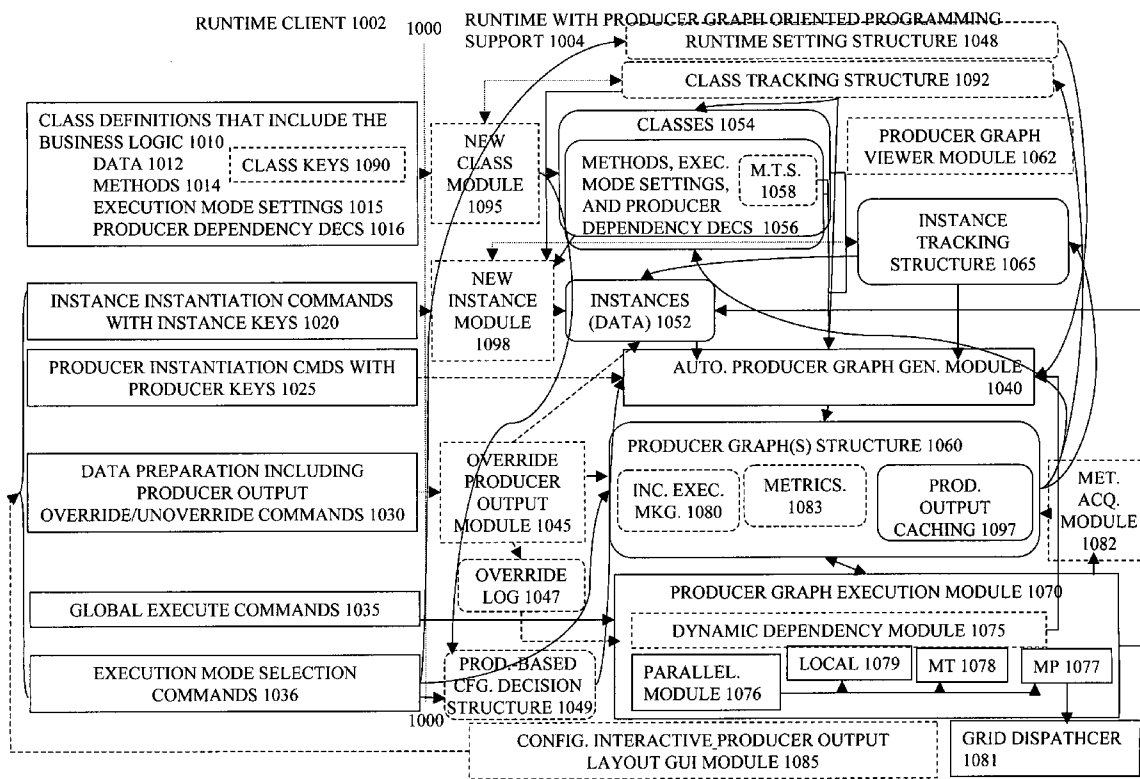 RUNTIME CLIENT 1002
1000
RUNTIME WITH PRODUCER GRAPH ORIENTED PROGRAMMING
SUPPORT 1004
RUNTIME SETTING STRUCTURE 1048
CLASS TRACKING STRUCTURE 1092
CLASS DEFINITIONS THAT INCLUDE THE
BUSINESS LOGIC 1010
DATA 1012
METHODS 1014
EXECUTION MODE SETTINGS 1015
PRODUCER DEPENDENCY DECS 1016
CLASS KEYS 1090
NEW
CLASS
MODULE
1095
CLASSES 1054
METHODS, EXEC.
MODE SETTINGS,
AND PRODUCER
DEPENDENCY DECS 1056
M.T.S.
1058
PRODUCER GRAPH
VIEWER MODULE 1062
INSTANCE
TRACKING
STRUCTURE 1065
INSTANCE INSTANTIATION COMMANDS
WITH INSTANCE KEYS 1020
NEW
INSTANCE
MODULE
1098
INSTANCES
(DATA) 1052
PRODUCER INSTANTIATION CMDS WITH
PRODUCER KEYS 1025
AUTO. PRODUCER GRAPH GEN. MODULE
1040
DATA PREPARATION INCLUDING
PRODUCER OUTPUT
OVERRIDE/UNOVERRIDE COMMANDS 1030
OVERRIDE
PRODUCER
OUTPUT
MODULE 1045
PRODUCER GRAPH(S) STRUCTURE 1060
INC. EXEC.
MKG. 1080
METRICS.
1083
PROD.
OUTPUT
CACHING 1097
MET.
ACQ.
MODULE
1082
OVERRIDE
LOG 1047
GLOBAL EXECUTE COMMANDS 1035
PRODUCER GRAPH EXECUTION MODULE 1070
DYNAMIC DEPENDENCY MODULE 1075
EXECUTION MODE SELECTION
COMMANDS 1036
PROD.-BASED
CFG. DECISION
STRUCTURE 1049
PARALLEL.
MODULE 1076
LOCAL 1079
MT 1078
MP 1077
1000
CONFIG. INTERACTIVE PRODUCER OUTPUT
LAYOUT GUI MODULE 1085
GRID DISPATHCER
1081